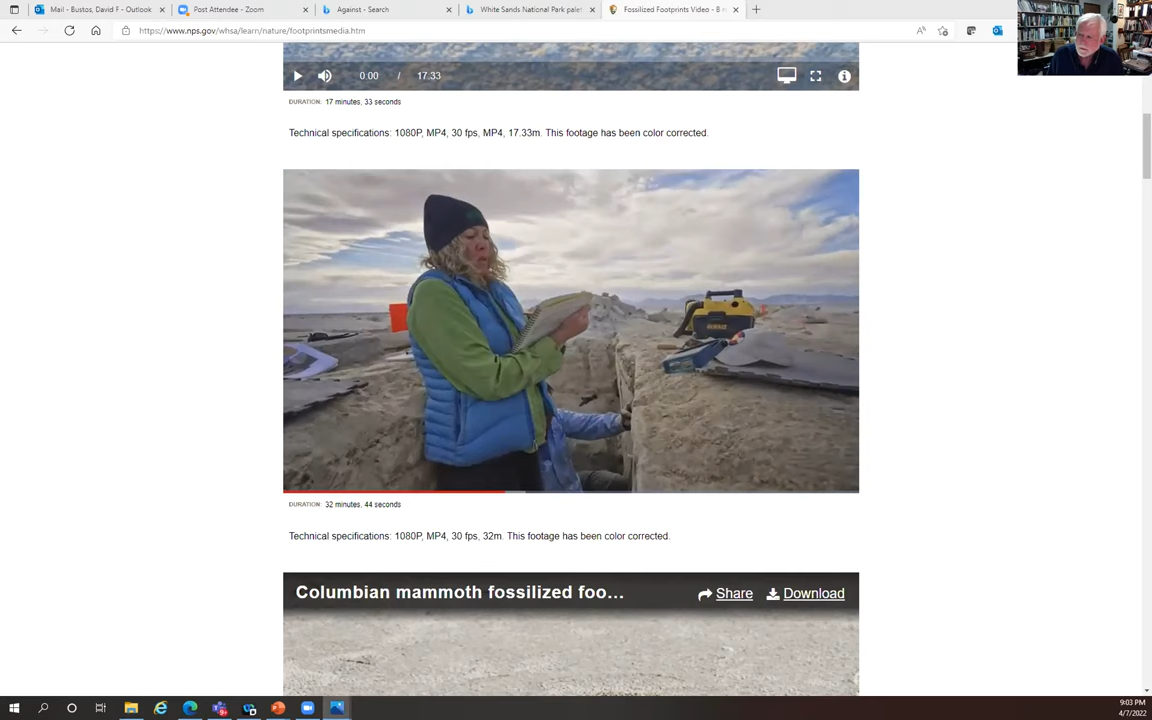 Mail - Bustos, David F - Outlook
Post Attendee - Zoom
Against - Search
White Sands National Park pale
Fossilized Footprints Video - B
https://www.nps.gov/whsa/learn/nature/footprintsmedia.htm
0:00 / 17.33
DURATION: 17 minutes, 33 seconds
Technical specifications: 1080P, MP4, 30 fps, MP4, 17.33m. This footage has been color corrected.
DEWALT
DURATION: 32 minutes, 44 seconds
Technical specifications: 1080P, MP4, 30 fps, 32m. This footage has been color corrected.
Columbian mammoth fossilized foo...
Share
Download
9:03 PM
4/7/2022